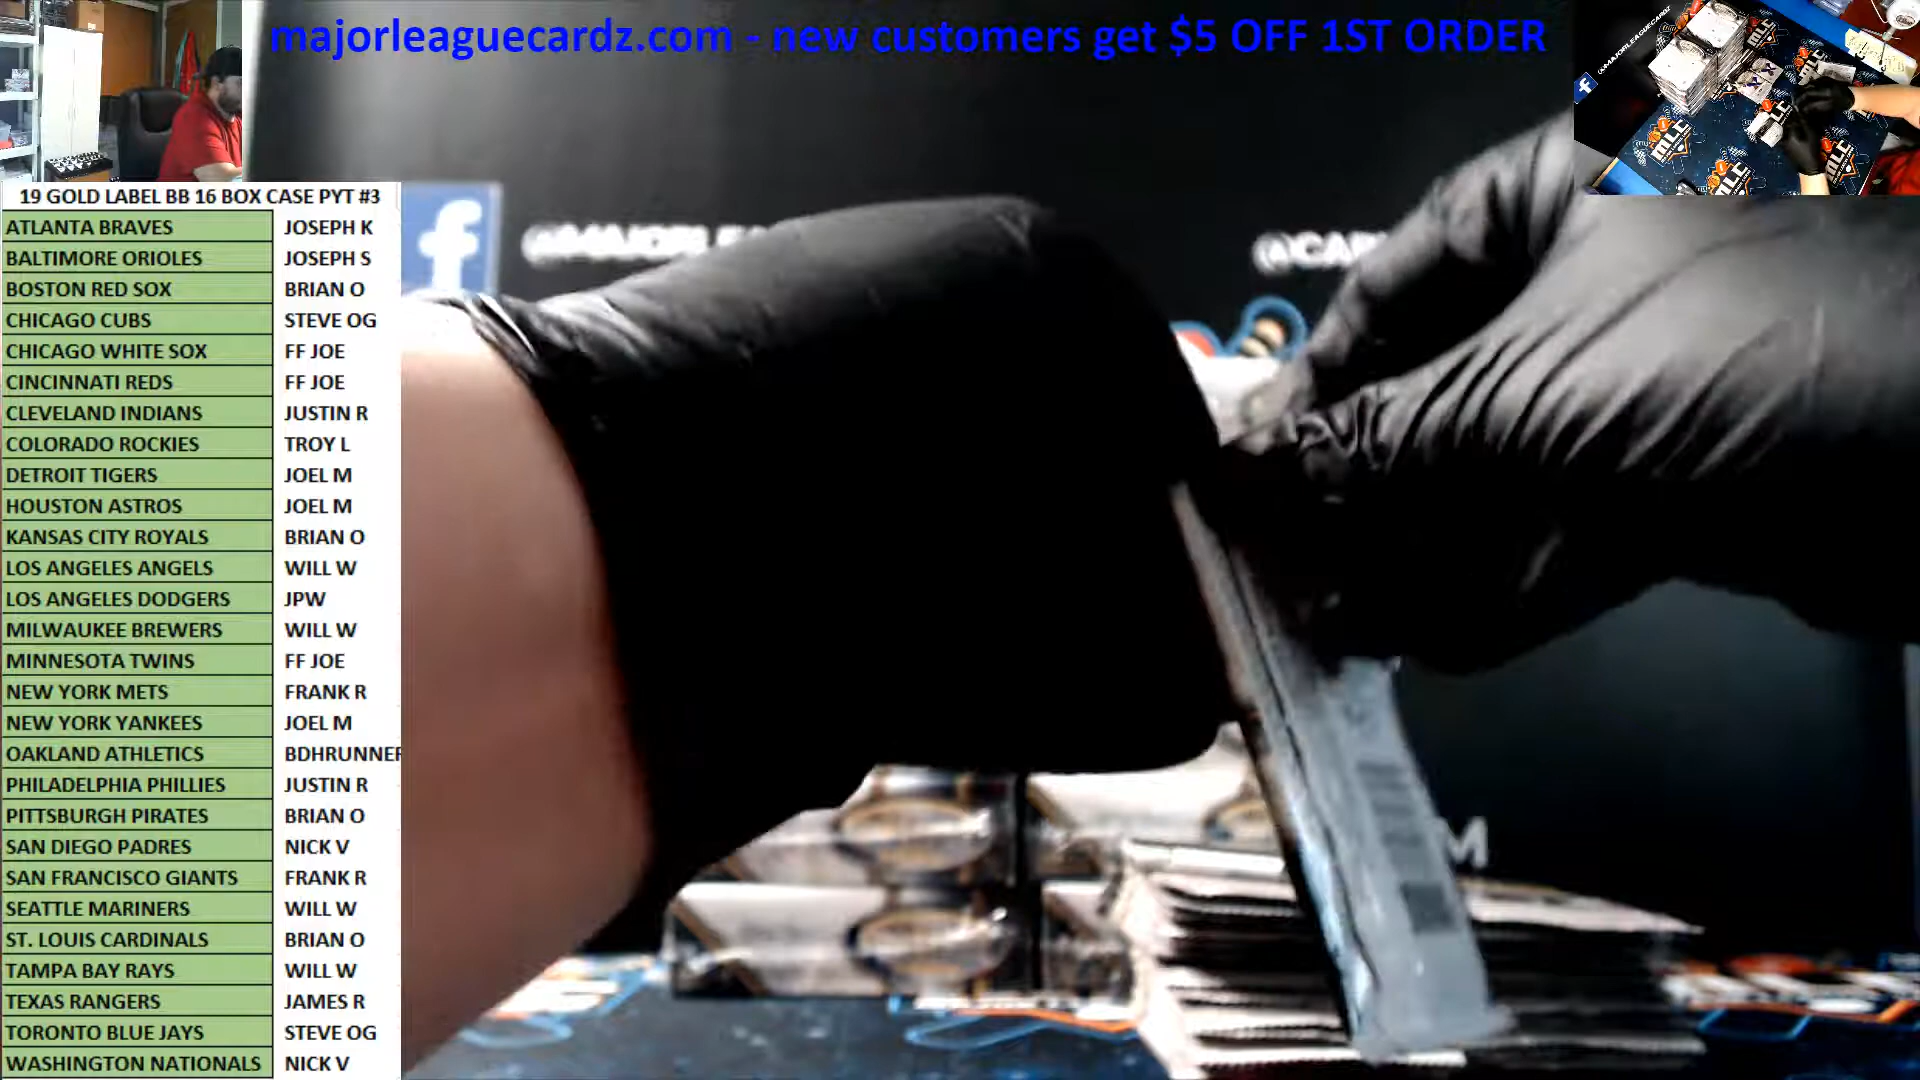 majorleaguecardz.com - new customers get $5 OFF 1ST ORDER
@MAJORLEAGUECARDZ
19 GOLD LABEL BB 16 BOX CASE PYT #3
ATLANTA BRAVES JOSEPH K
BALTIMORE ORIOLES JOSEPH S
BOSTON RED SOX BRIAN O
CHICAGO CUBS STEVE OG
CHICAGO WHITE SOX FF JOE
CINCINNATI REDS FF JOE
CLEVELAND INDIANS JUSTIN R
COLORADO ROCKIES TROY L
DETROIT TIGERS JOEL M
HOUSTON ASTROS JOEL M
KANSAS CITY ROYALS BRIAN O
LOS ANGELES ANGELS WILL W
LOS ANGELES DODGERS JPW
MILWAUKEE BREWERS WILL W
MINNESOTA TWINS FF JOE
NEW YORK METS FRANK R
NEW YORK YANKEES JOEL M
OAKLAND ATHLETICS BDHRUNNER
PHILADELPHIA PHILLIES JUSTIN R
PITTSBURGH PIRATES BRIAN O
SAN DIEGO PADRES NICK V
SAN FRANCISCO GIANTS FRANK R
SEATTLE MARINERS WILL W
ST. LOUIS CARDINALS BRIAN O
TAMPA BAY RAYS WILL W
TEXAS RANGERS JAMES R
TORONTO BLUE JAYS STEVE OG
WASHINGTON NATIONALS NICK V
MLC
MLC
MLC
MLC